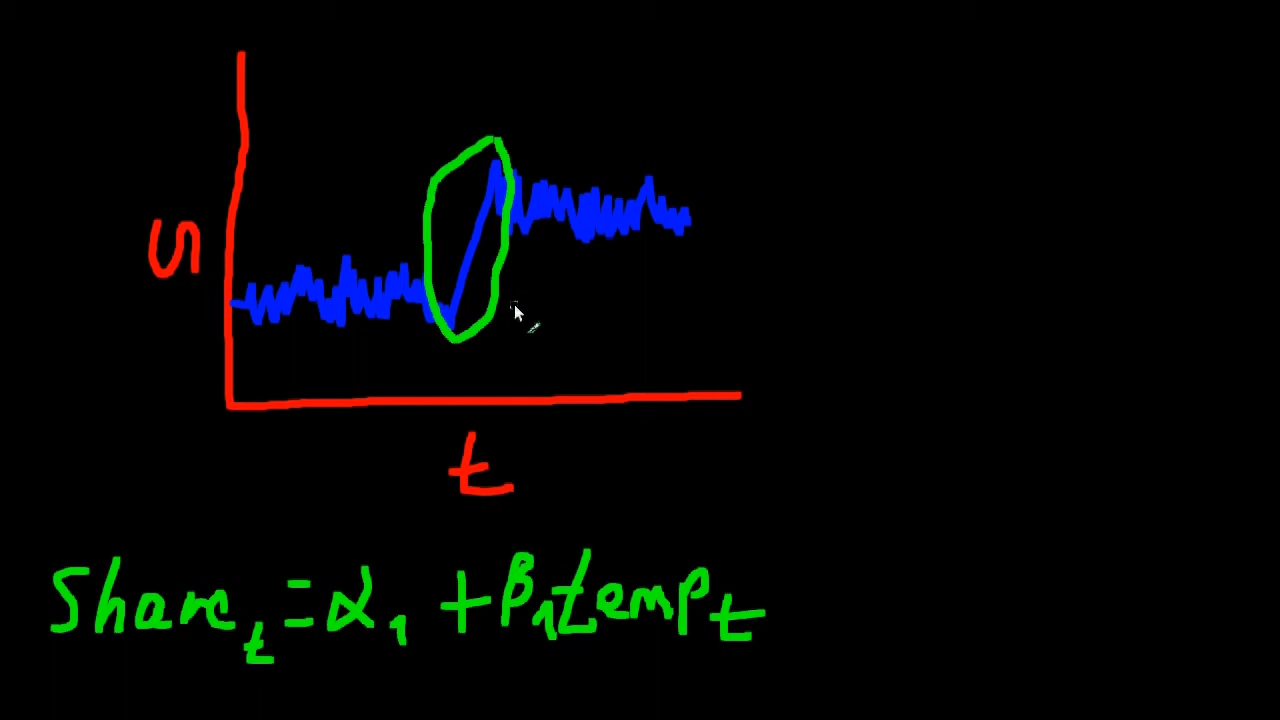 S
t
Share_t = α_1 + β_1 temp_t